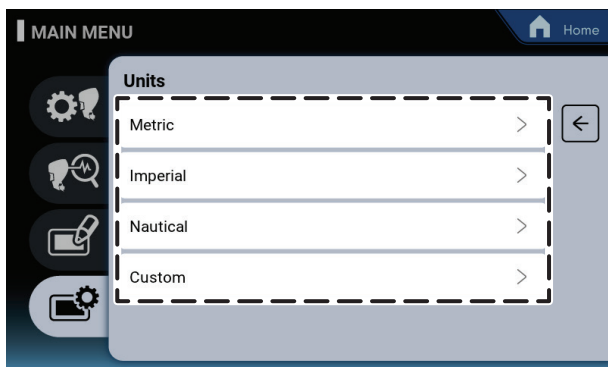 MAIN MENU
Home
Units
Metric
Imperial
Nautical
Custom